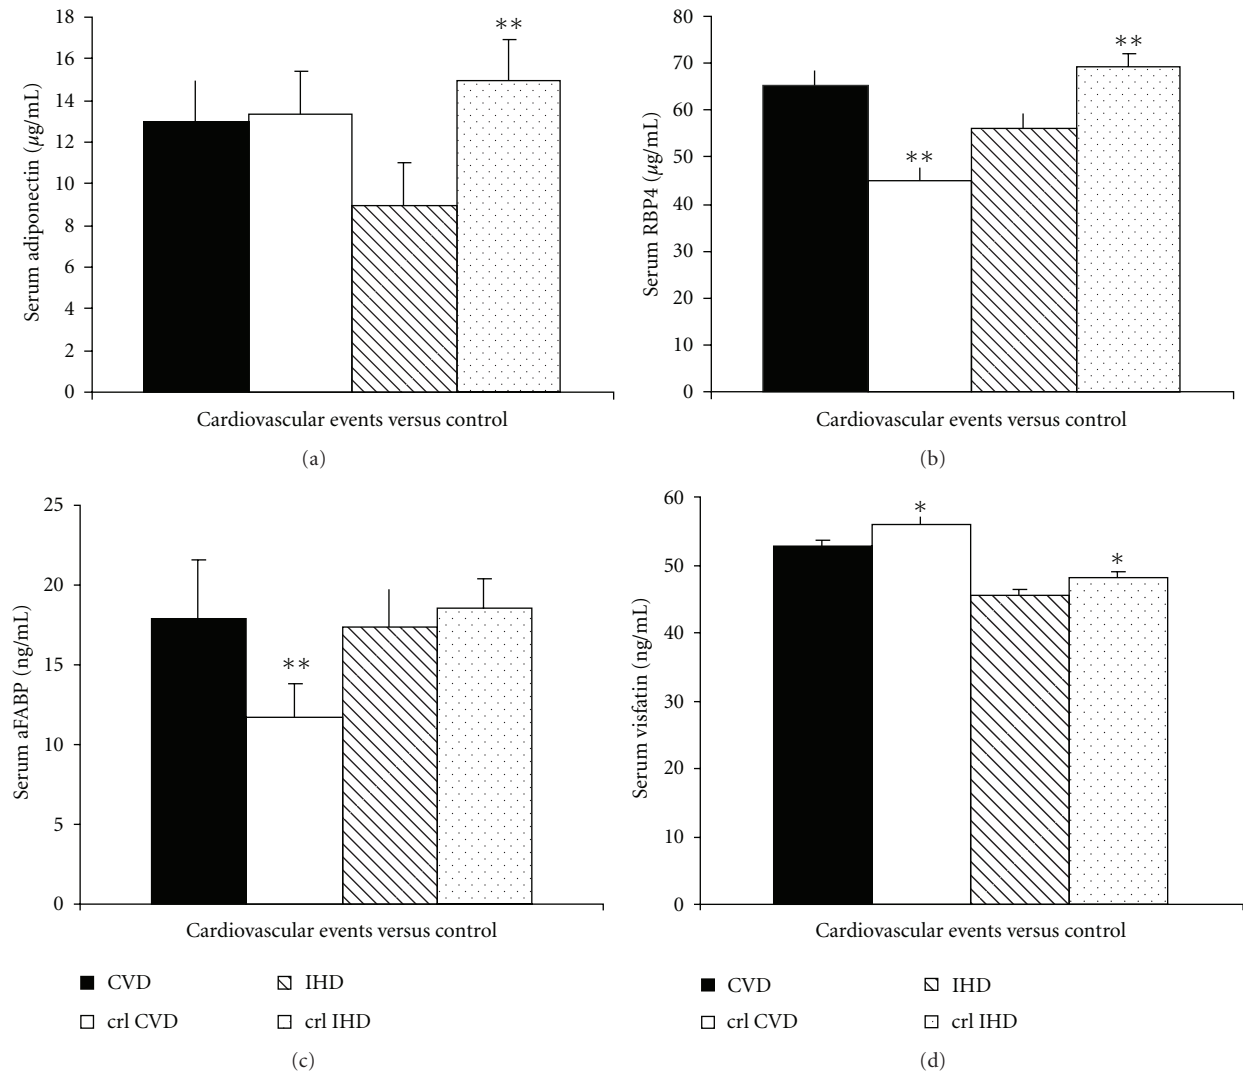 18
16
14
12
10
8
6
4
2
0
Serum adiponectin (μg/mL)
**
Cardiovascular events versus control
(a)
80
70
60
50
40
30
20
10
0
Serum RBP4 (μg/mL)
**
**
Cardiovascular events versus control
(b)
25
20
15
10
5
0
Serum aFABP (ng/mL)
**
Cardiovascular events versus control
CVD
IHD
crl CVD
crl IHD
(c)
60
50
40
30
20
10
0
Serum visfatin (ng/mL)
*
*
Cardiovascular events versus control
CVD
IHD
crl CVD
crl IHD
(d)